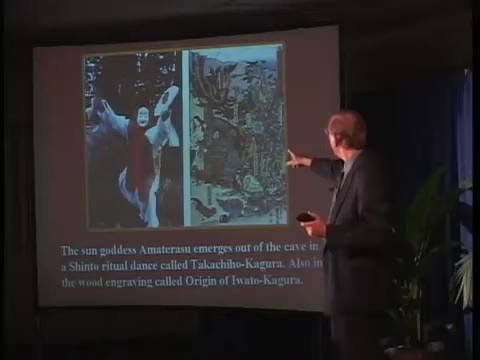 The sun goddess Amaterasu emerges out of the cave in
a Shinto ritual dance called Takachiho-Kagura. Also in
the wood engraving called Origin of Iwato-Kagura.